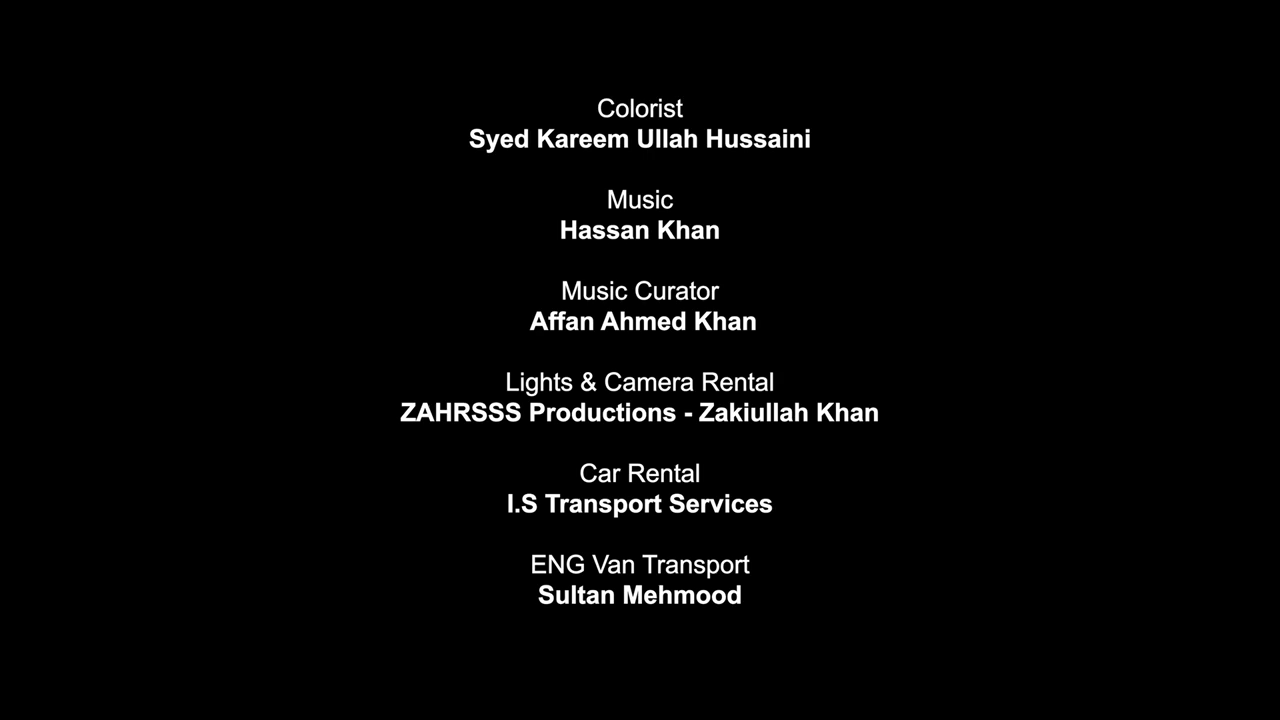 Colorist
Syed Kareem Ullah Hussaini
Music
Hassan Khan
Music Curator
Affan Ahmed Khan
Lights & Camera Rental
ZAHRSSS Productions - Zakiullah Khan
Car Rental
I.S Transport Services
ENG Van Transport
Sultan Mehmood